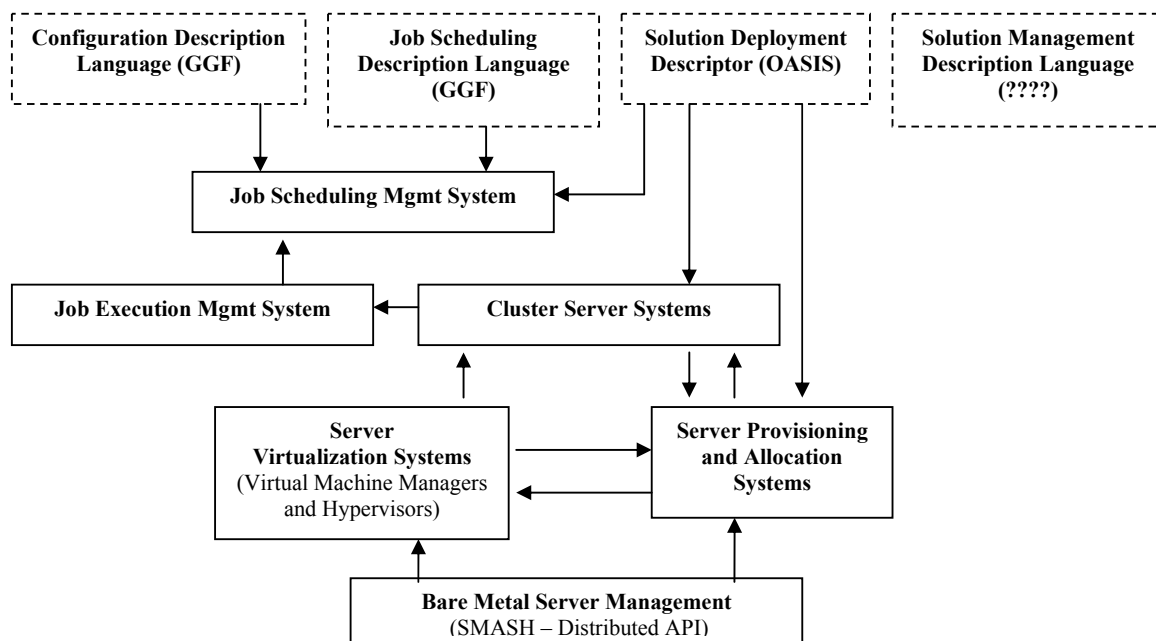 Configuration Description
Language (GGF)
Job Scheduling
Description Language
(GGF)
Solution Deployment
Descriptor (OASIS)
Solution Management
Description Language
(????)
Job Scheduling Mgmt System
Job Execution Mgmt System
Cluster Server Systems
Server
Virtualization Systems
(Virtual Machine Managers
and Hypervisors)
Server Provisioning
and Allocation
Systems
Bare Metal Server Management
(SMASH – Distributed API)